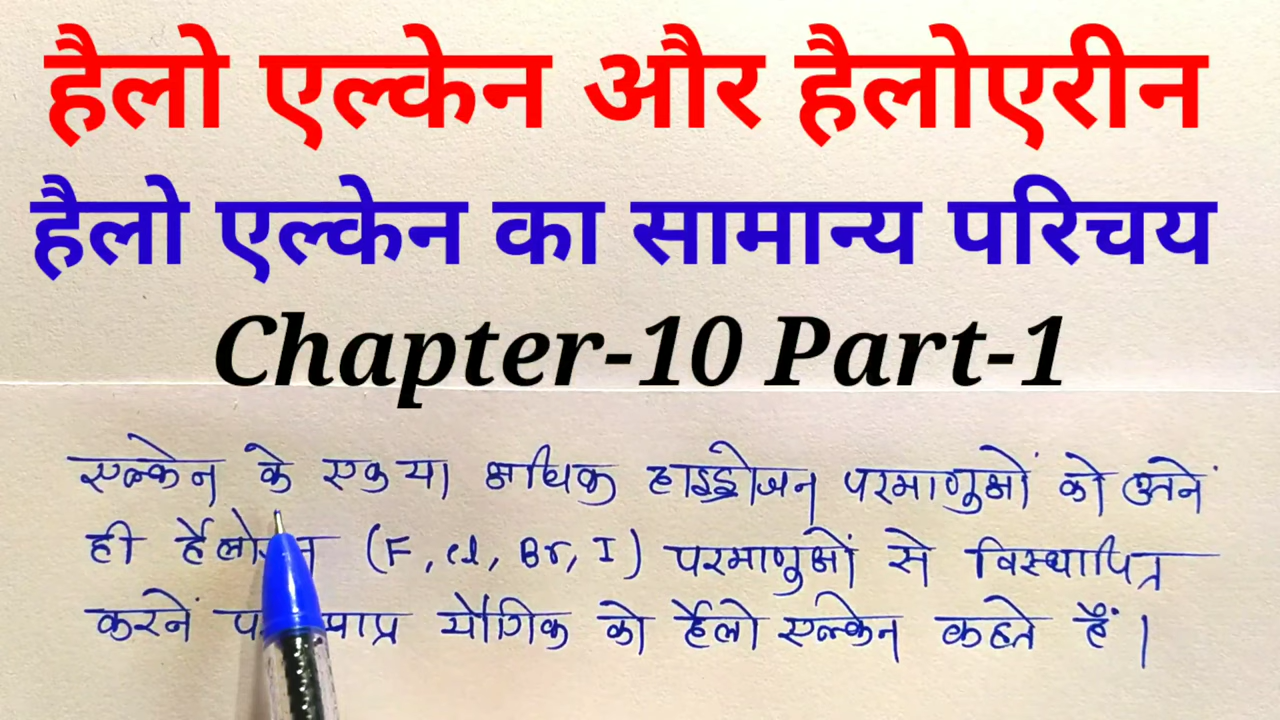 हैलो एल्केन और हैलोएरीन
हैलो एल्केन का सामान्य परिचय
Chapter-10 Part-1
एल्केन के एक या अधिक हाइड्रोजन परमाणुओं को उतनें
ही (F, Cl, Br, I) परमाणुओं से विस्थापित
करनें यौगिक को हैलो एल्केन कहते हैं।